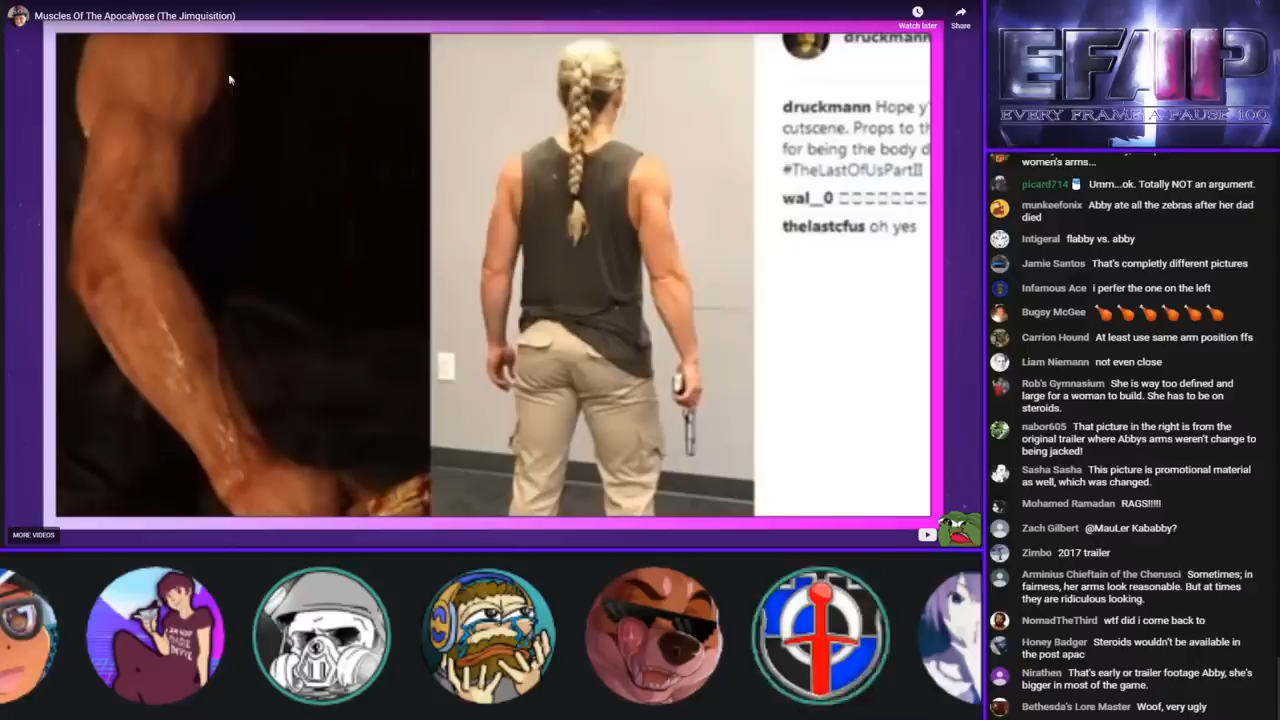 Muscles Of The Apocalypse (The Jimquisition)
Watch later
Share
druckmann
druckmann Hope y'
cutscene. Props to th
for being the body d
#TheLastOfUsPartII
wal__0
thelastcfus oh yes
MORE VIDEOS
EFAP
EVERY FRAME A PAUSE 100
women's arms...
picard714 Umm...ok. Totally NOT an argument.
munkeefonix Abby ate all the zebras after her dad
died
Intigeral flabby vs. abby
Jamie Santos That's completly different pictures
Infamous Ace i perfer the one on the left
Bugsy McGee
Carrion Hound At least use same arm position ffs
Liam Niemann not even close
Rob's Gymnasium She is way too defined and
large for a woman to build. She has to be on
steroids.
nabor605 That picture in the right is from the
original trailer where Abbys arms weren't change to
being jacked!
Sasha Sasha This picture is promotional material
as well, which was changed.
Mohamed Ramadan RAGS!!!!!
Zach Gilbert @MauLer Kababby?
Zimbo 2017 trailer
Arminius Chieftain of the Cherusci Sometimes; in
fairness, her arms look reasonable. But at times
they are ridiculous looking.
NomadTheThird wtf did i come back to
Honey Badger Steroids wouldn't be available in
the post apac
Nirathen That's early or trailer footage Abby, she's
bigger in most of the game.
Bethesda's Lore Master Woof, very ugly